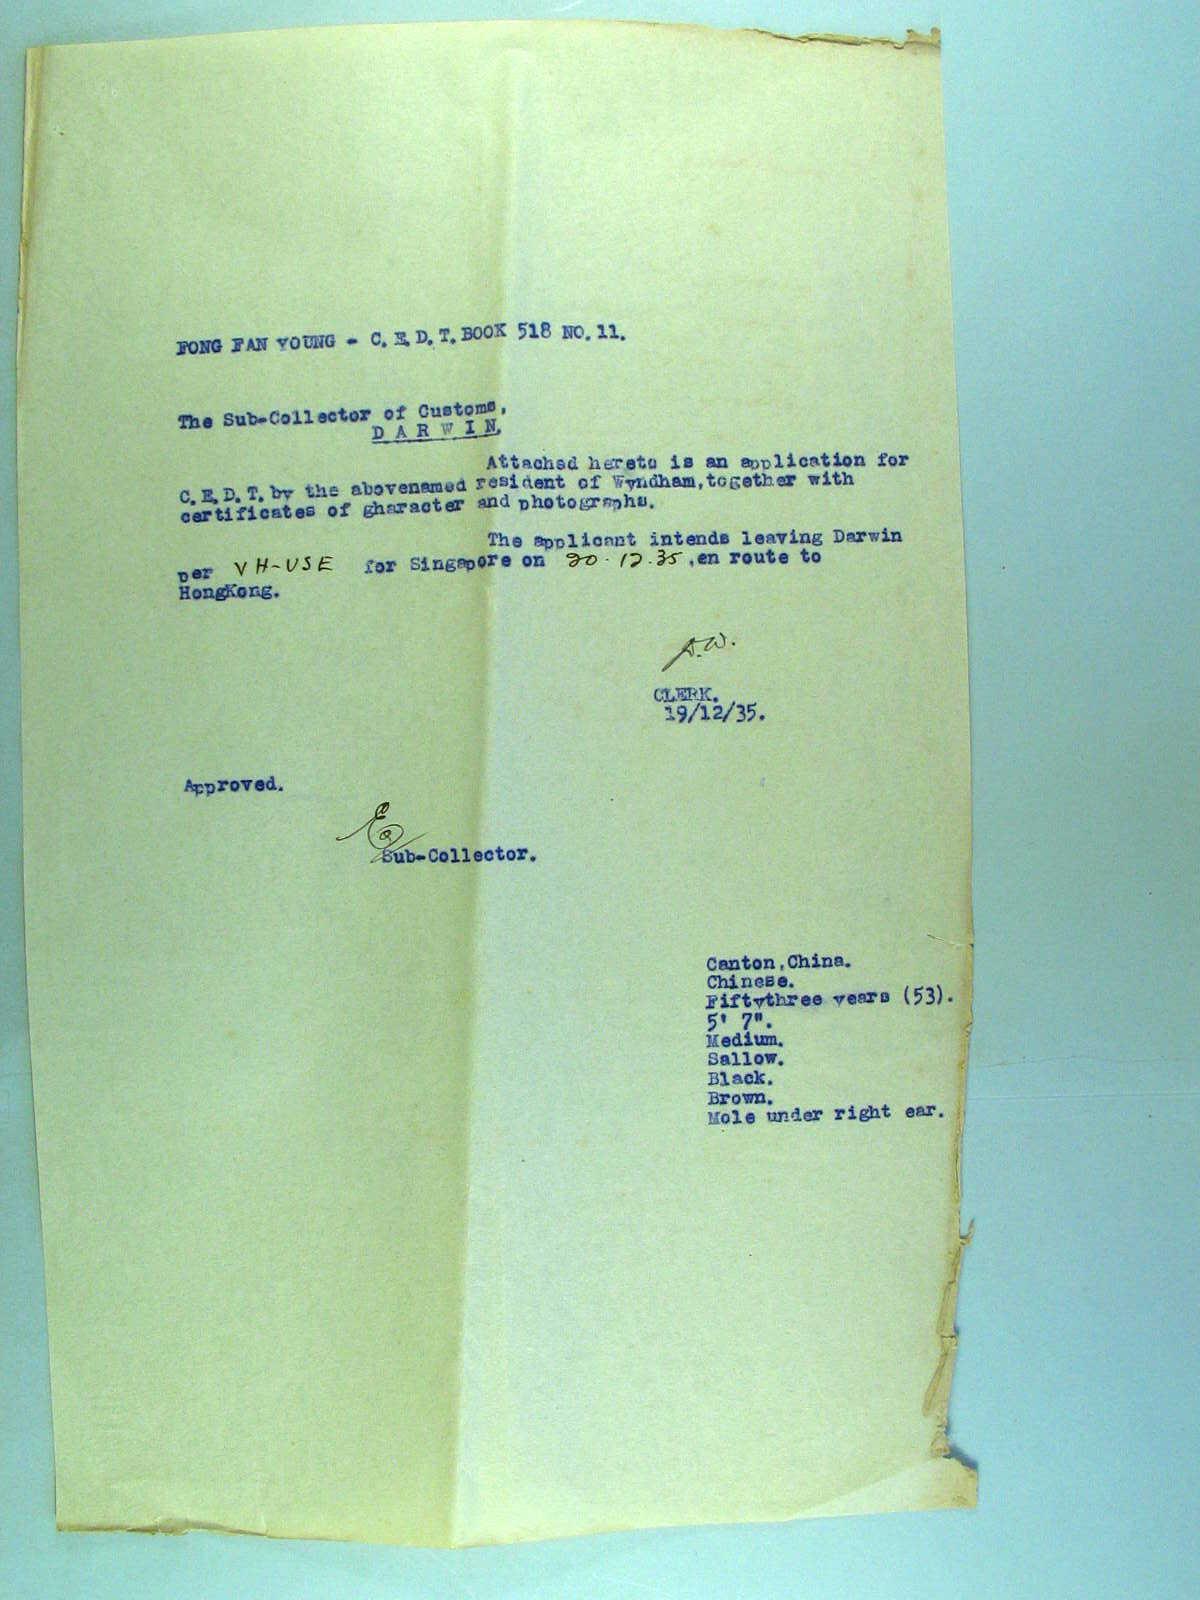 FONG FAN YOUNG - C.E.D.T.BOOK 518 NO.11.
The Sub-Collector of Customs,
D A R W I N.
Attached hereto is an application for
C.E.D.T. by the abovenamed resident of Wyndham,together with
certificates of gharacter and photographs.
The applicant intends leaving Darwin
per VH-USE for Singapore on 20.12.35,en route to
HongKong.
CLERK.
19/12/35.
Approved.
Sub-Collector.
Canton,China.
Chinese.
Fiftythree years (53).
5' 7".
Medium.
Sallow.
Black.
Brown.
Mole under right ear.